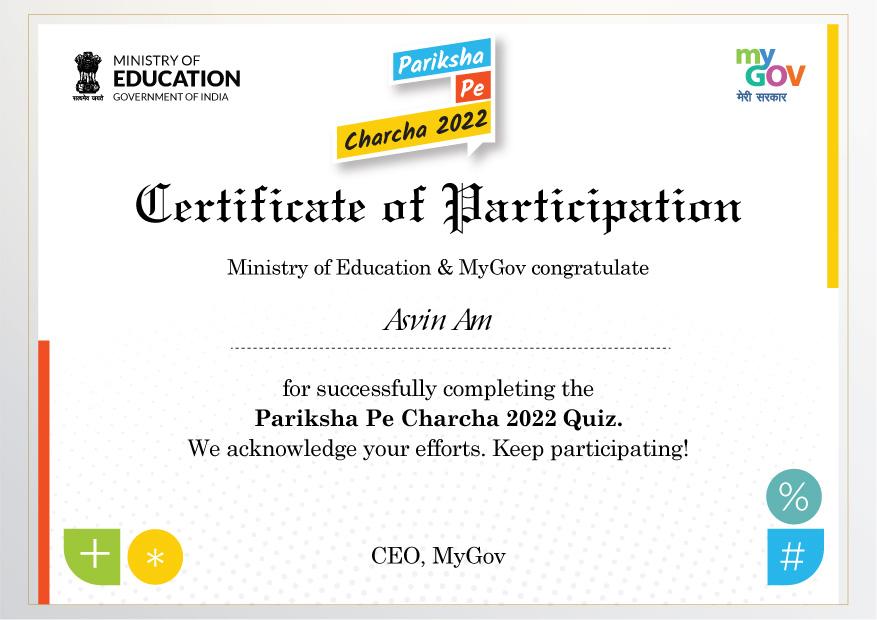 MINISTRY OF
EDUCATION
GOVERNMENT OF INDIA
सत्यमेव जयते
Pariksha
Pe
Charcha 2022
my
GOV
मेरी सरकार
Certificate of Participation
Ministry of Education & MyGov congratulate
Asvin Am
for successfully completing the
Pariksha Pe Charcha 2022 Quiz.
We acknowledge your efforts. Keep participating!
%
+ *
CEO, MyGov
#